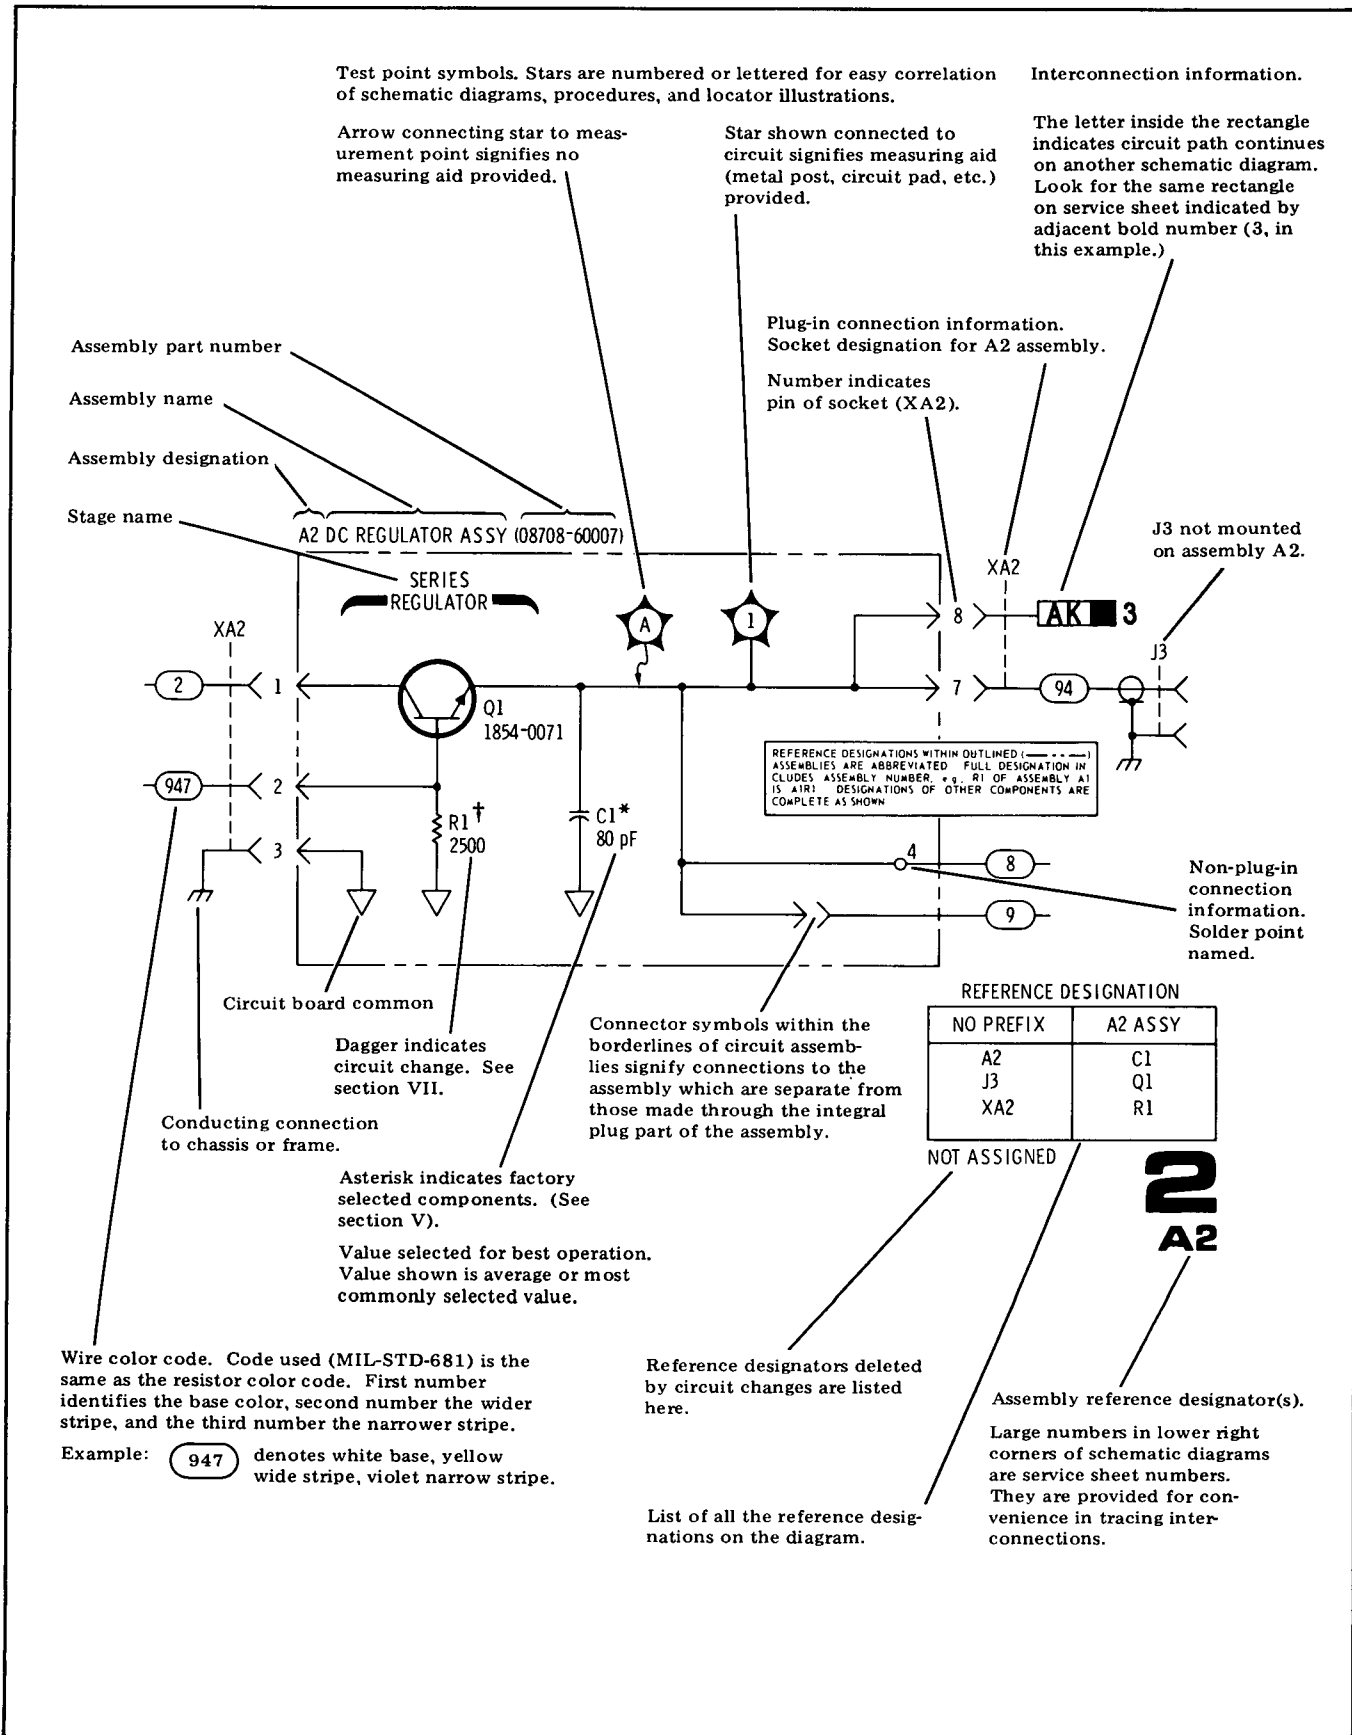 Test point symbols. Stars are numbered or lettered for easy correlation
of schematic diagrams, procedures, and locator illustrations.
Interconnection information.
Arrow connecting star to meas-
urement point signifies no
measuring aid provided.
Star shown connected to
circuit signifies measuring aid
(metal post, circuit pad, etc.)
provided.
The letter inside the rectangle
indicates circuit path continues
on another schematic diagram.
Look for the same rectangle
on service sheet indicated by
adjacent bold number (3, in
this example.)
Plug-in connection information.
Socket designation for A2 assembly.
Number indicates
pin of socket (XA2).
Assembly part number
Assembly name
Assembly designation
Stage name
A2 DC REGULATOR ASSY (08708-60007)
J3 not mounted
on assembly A2.
SERIES
REGULATOR
XA2
A
1
8
XA2
AK 3
J3
2
1
Q1
1854-0071
7
94
947
2
REFERENCE DESIGNATIONS WITHIN OUTLINED (— - - —)
ASSEMBLIES ARE ABBREVIATED FULL DESIGNATION IN
CLUDES ASSEMBLY NUMBER, e g, R1 OF ASSEMBLY A1
IS A1R1 DESIGNATIONS OF OTHER COMPONENTS ARE
COMPLETE AS SHOWN
3
R1†
2500
C1*
80 pF
4
8
9
Non-plug-in
connection
information.
Solder point
named.
Circuit board common
Dagger indicates
circuit change. See
section VII.
Connector symbols within the
borderlines of circuit assemb-
lies signify connections to the
assembly which are separate from
those made through the integral
plug part of the assembly.
REFERENCE DESIGNATION
NO PREFIX A2 ASSY
A2 C1
J3 Q1
XA2 R1
NOT ASSIGNED
2
A2
Conducting connection
to chassis or frame.
Asterisk indicates factory
selected components. (See
section V).
Value selected for best operation.
Value shown is average or most
commonly selected value.
Wire color code. Code used (MIL-STD-681) is the
same as the resistor color code. First number
identifies the base color, second number the wider
stripe, and the third number the narrower stripe.
Example: 947 denotes white base, yellow
wide stripe, violet narrow stripe.
Reference designators deleted
by circuit changes are listed
here.
List of all the reference desig-
nations on the diagram.
Assembly reference designator(s).
Large numbers in lower right
corners of schematic diagrams
are service sheet numbers.
They are provided for con-
venience in tracing inter-
connections.